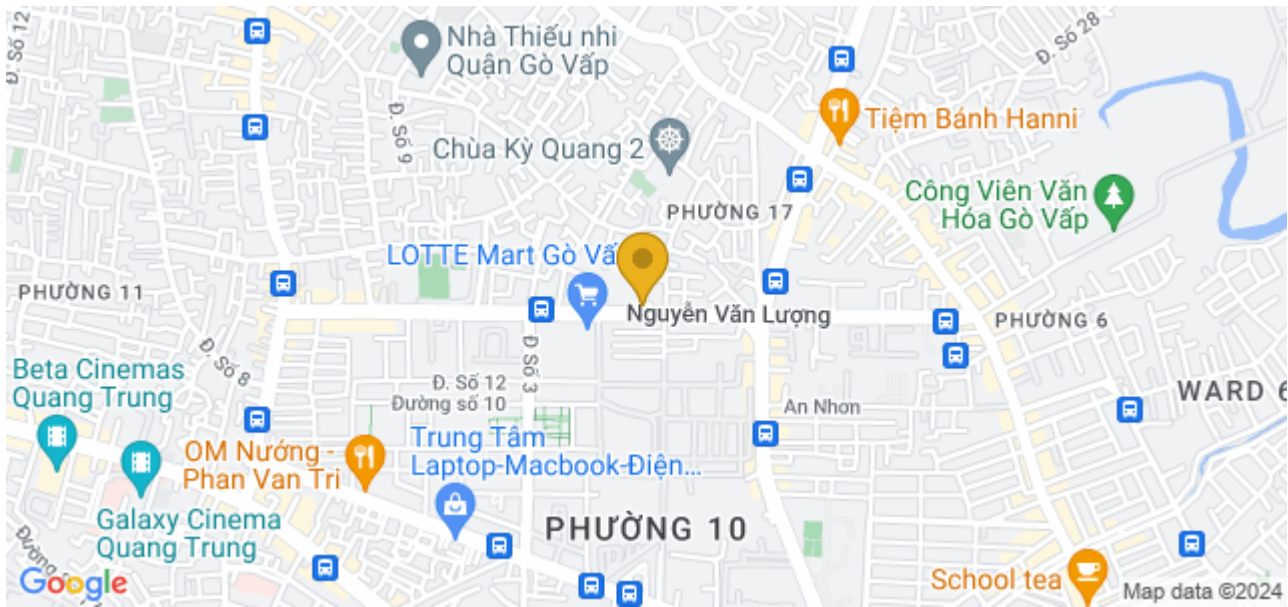 Đ. Số 12
Nhà Thiếu nhi
Quận Gò Vấp
Đ. Số 28
Đ. Số 9
Tiệm Bánh Hanni
Chùa Kỳ Quang 2
Công Viên Văn
Hóa Gò Vấp
PHƯỜNG 17
LOTTE Mart Gò Vấ
PHƯỜNG 11
Nguyễn Văn Lượng
PHƯỜNG 6
Đ. Số 8
Đ Số 3
Beta Cinemas
Quang Trung
Đ. Số 12
Đường số 10
An Nhơn
WARD 6
OM Nướng -
Phan Van Tri
Trung Tâm
Laptop-Macbook-Điện...
Galaxy Cinema
Quang Trung
PHƯỜNG 10
School tea
Google
Map data ©2024